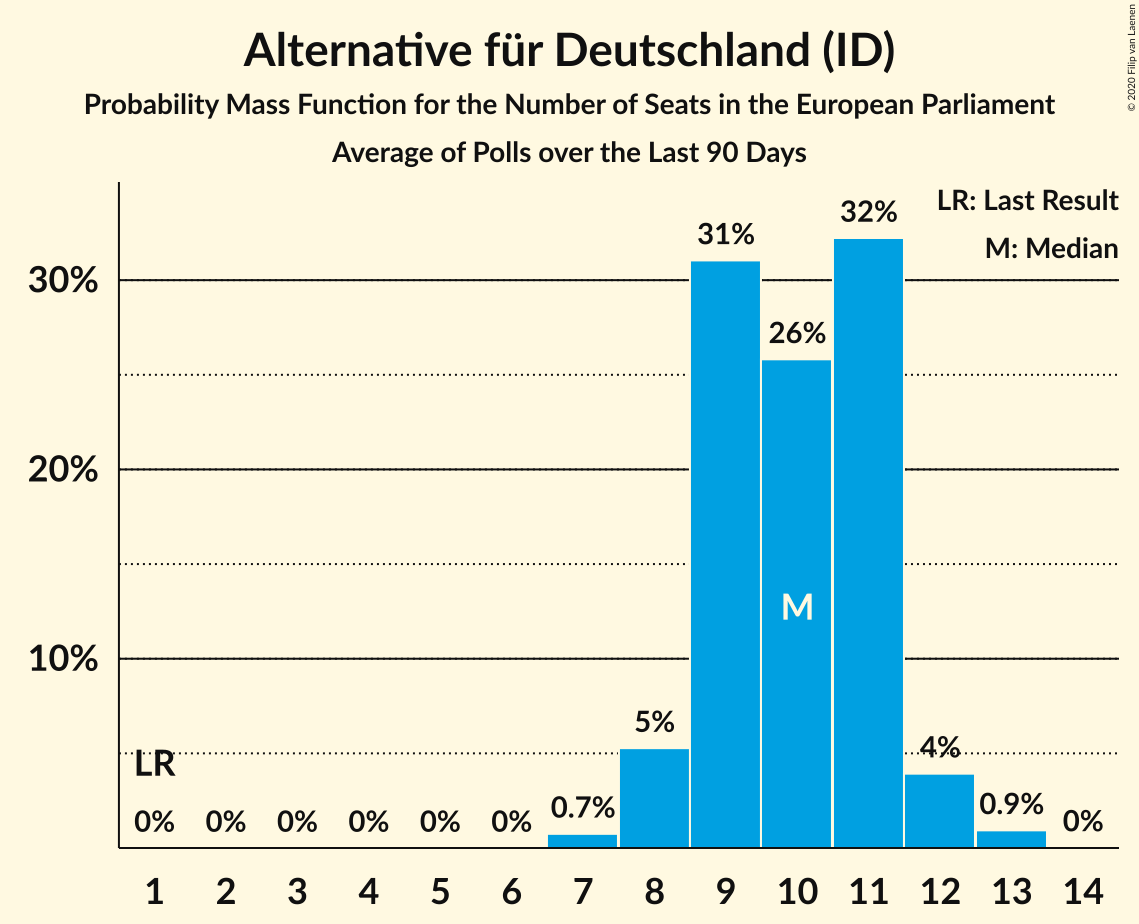 Alternative für Deutschland (ID)
Probability Mass Function for the Number of Seats in the European Parliament
Average of Polls over the Last 90 Days
© 2020 Filip van Laenen
LR: Last Result
M: Median
30%
20%
10%
LR
0%
0%
0%
0%
0%
0%
0.7%
5%
31%
26%
M
32%
4%
0.9%
0%
1 2 3 4 5 6 7 8 9 10 11 12 13 14